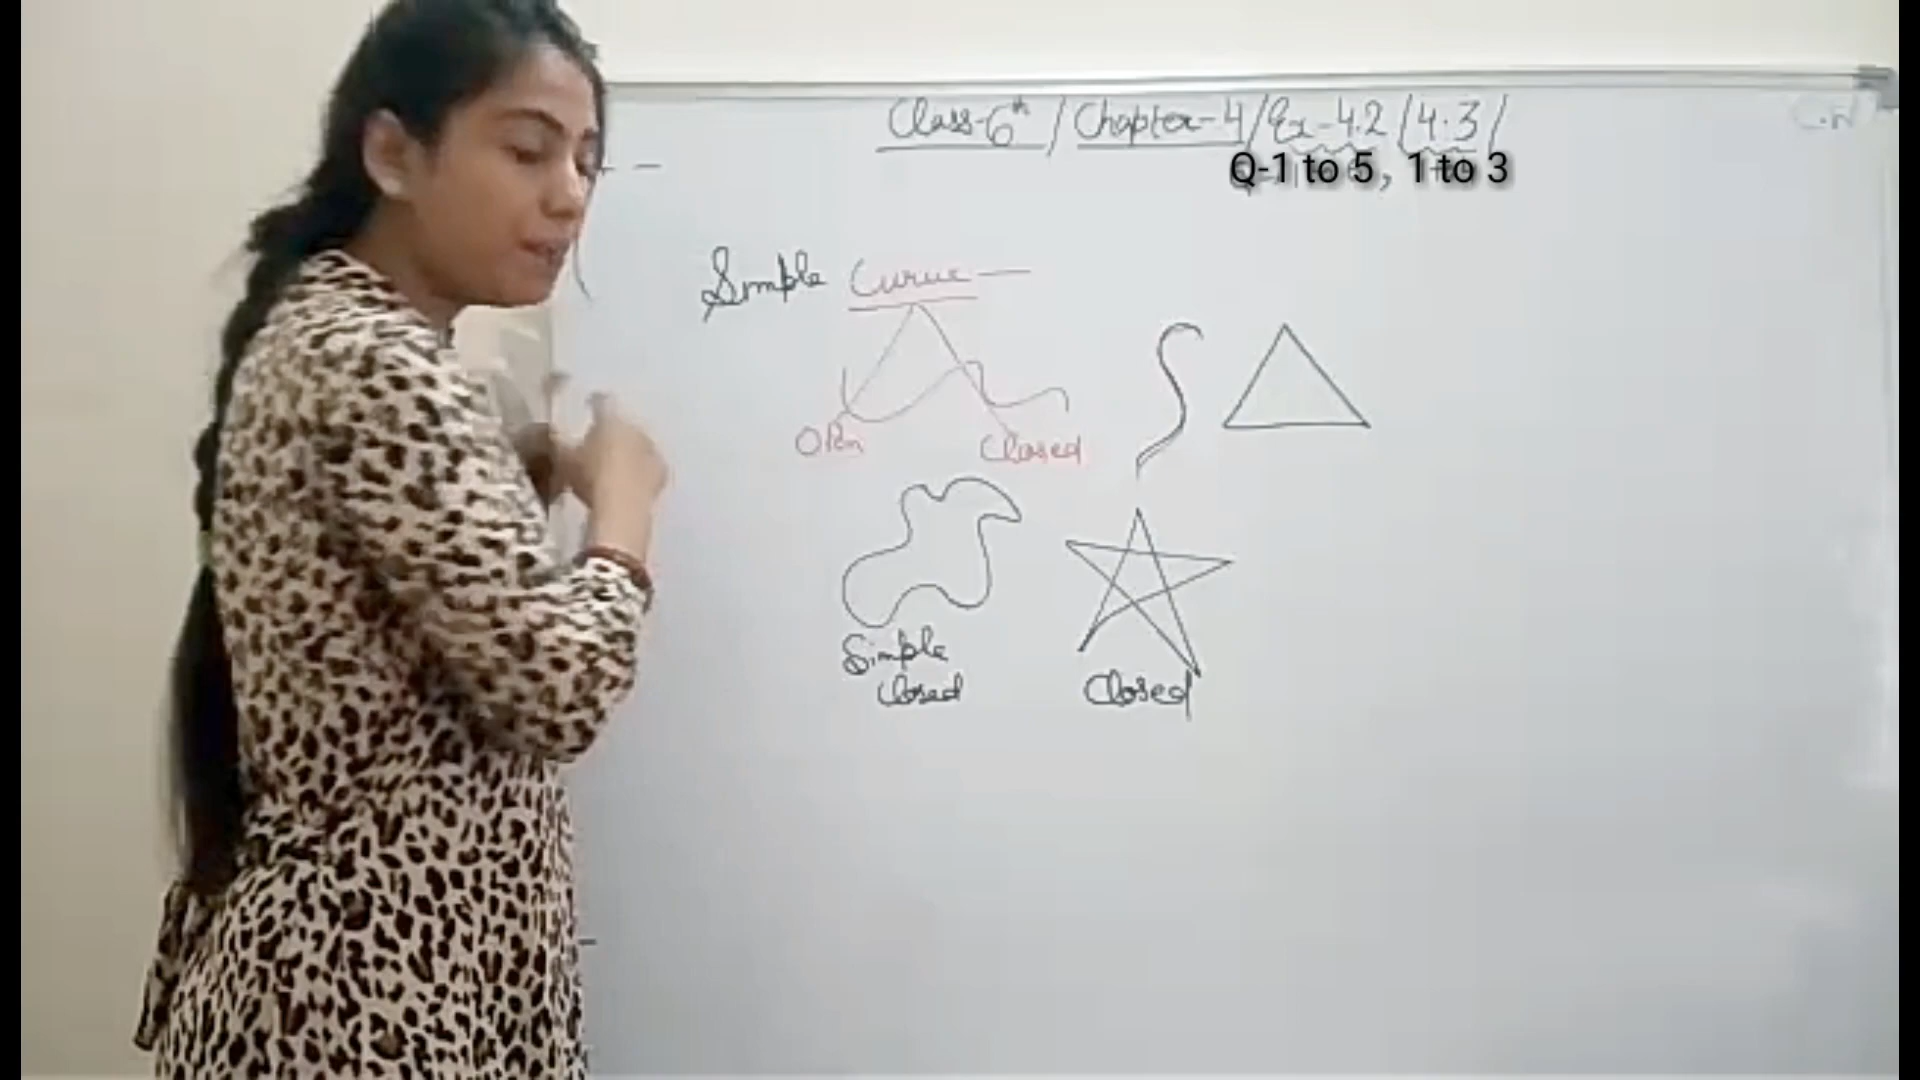 Class-6th / Chapter-4 / Ex-4.2 / 4.3 /
C.W
Q-1 to 5, 1 to 3
Simple Curve —
Open Closed
Simple
Closed
Closed